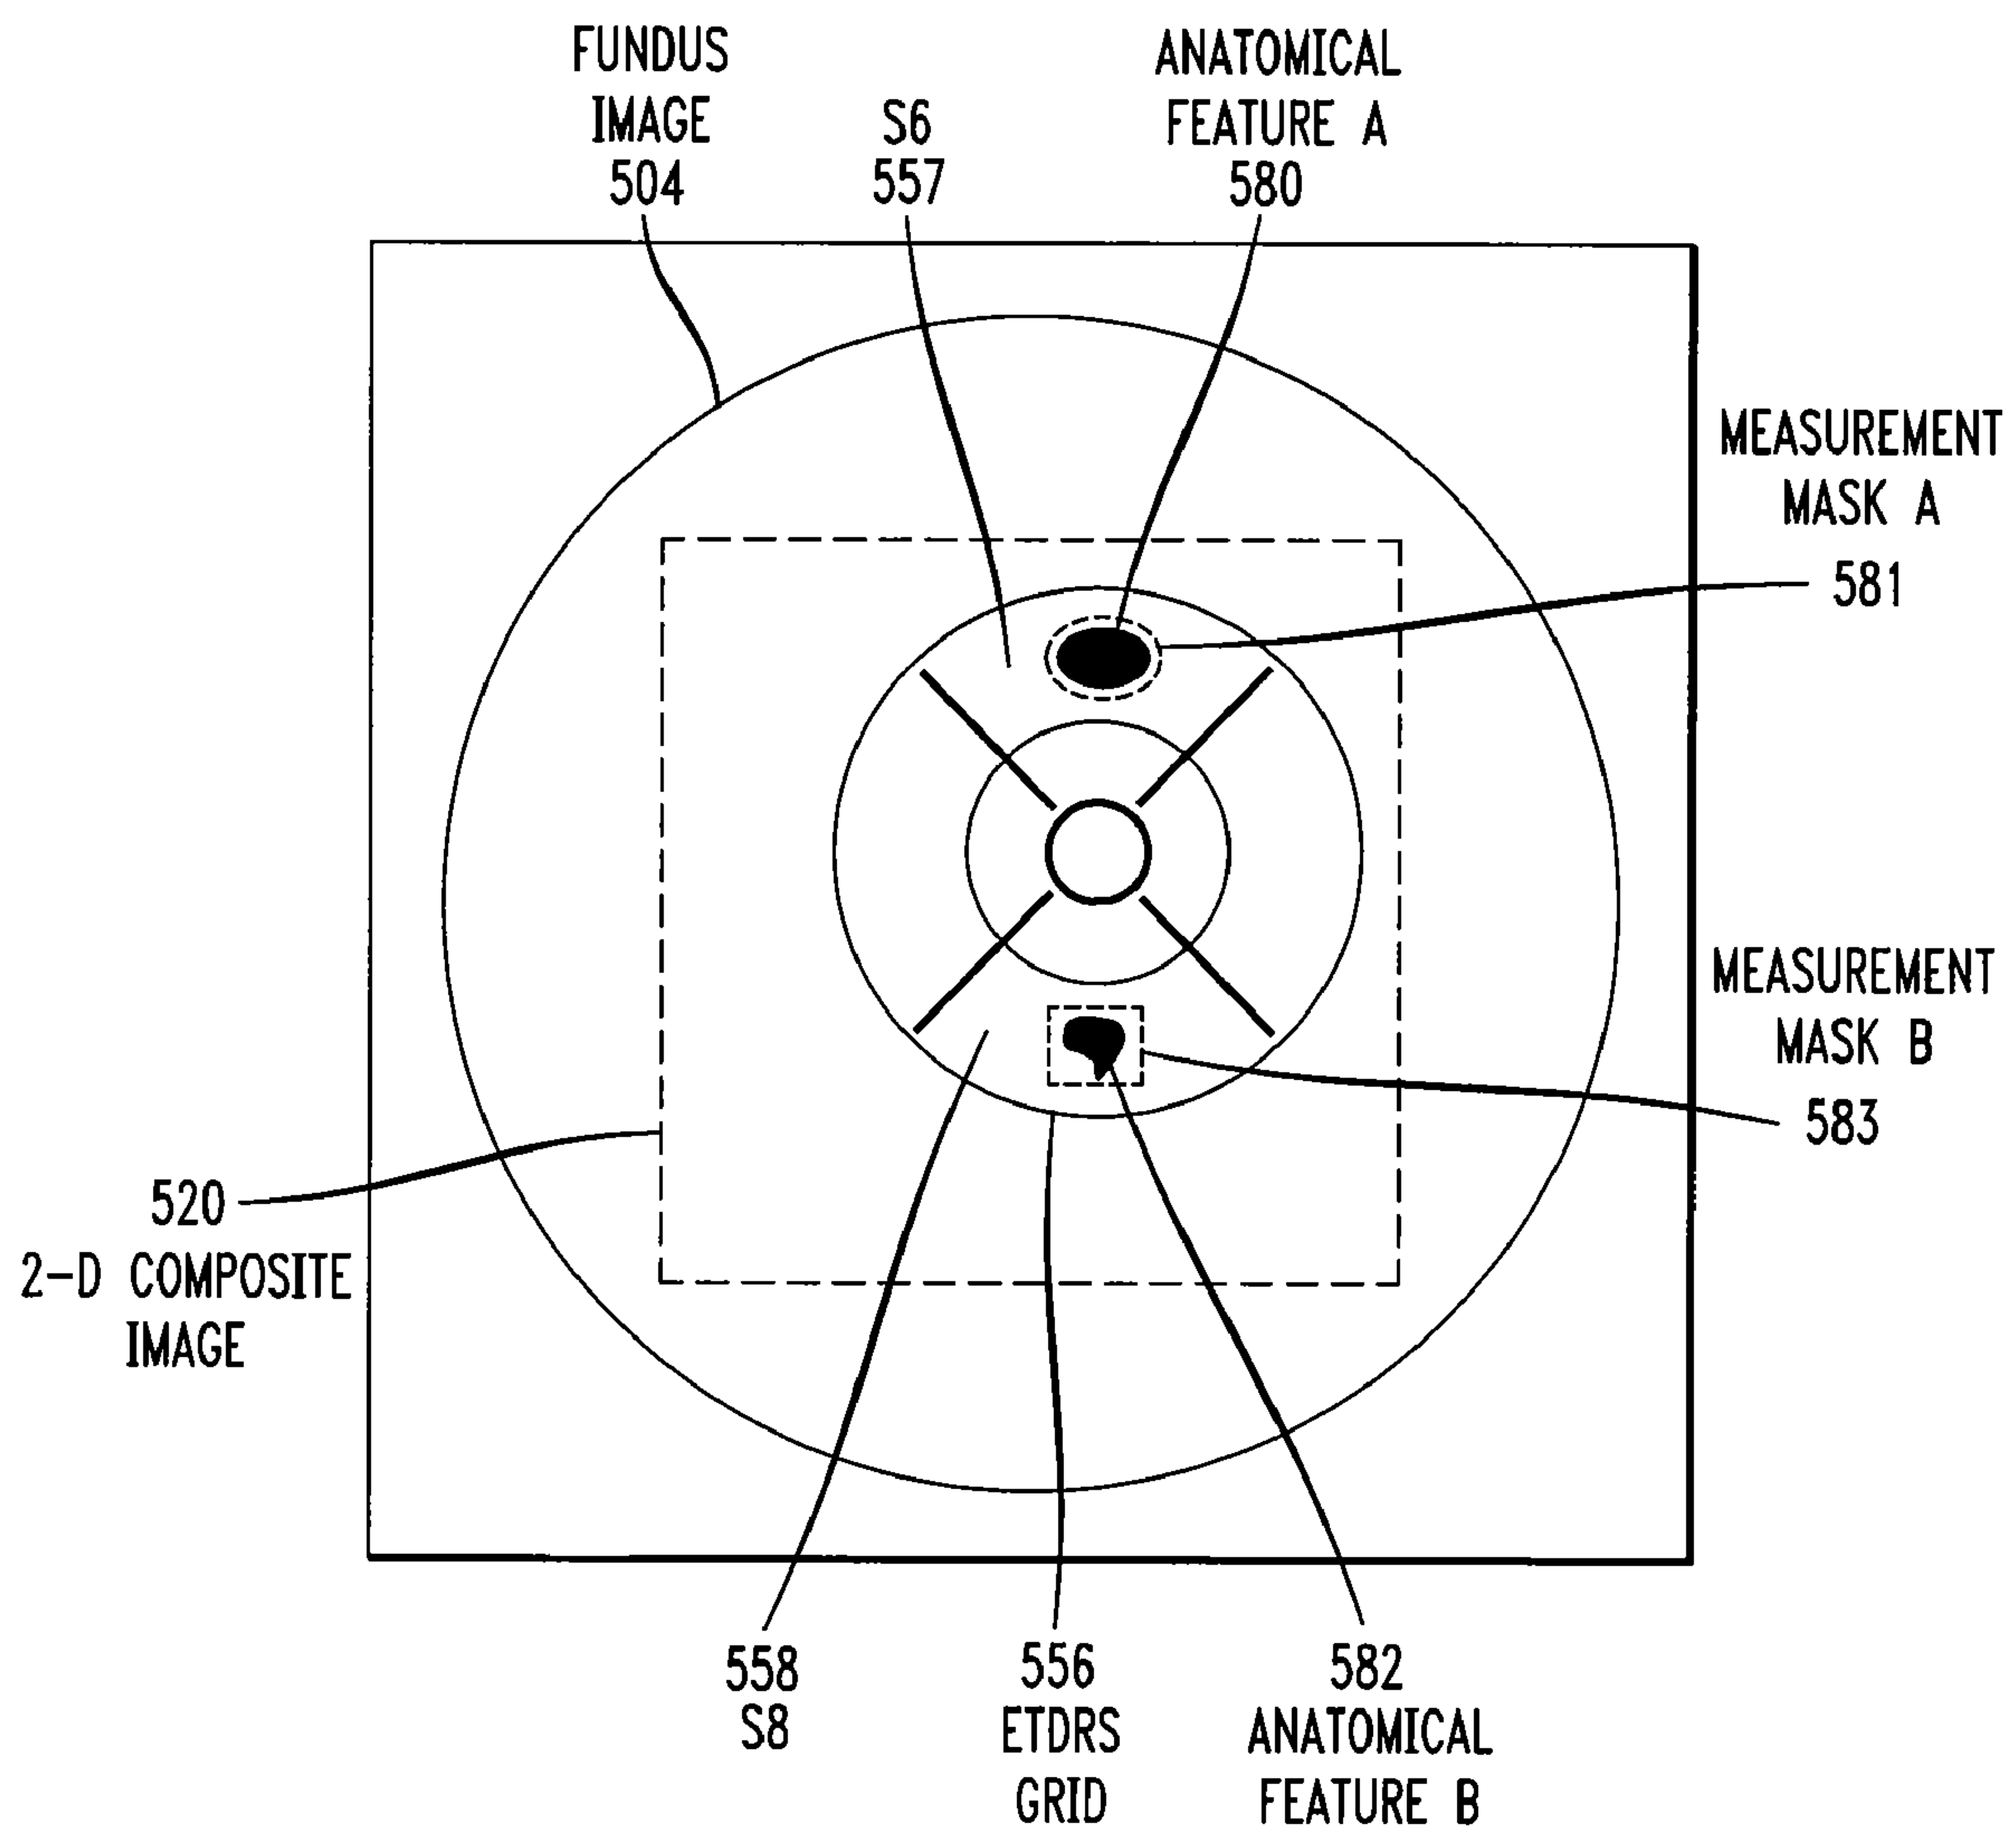 FUNDUS
IMAGE
504
S6
557
ANATOMICAL
FEATURE A
580
MEASUREMENT
MASK A
581
MEASUREMENT
MASK B
583
520
2-D COMPOSITE
IMAGE
558
S8
556
ETDRS
GRID
582
ANATOMICAL
FEATURE B